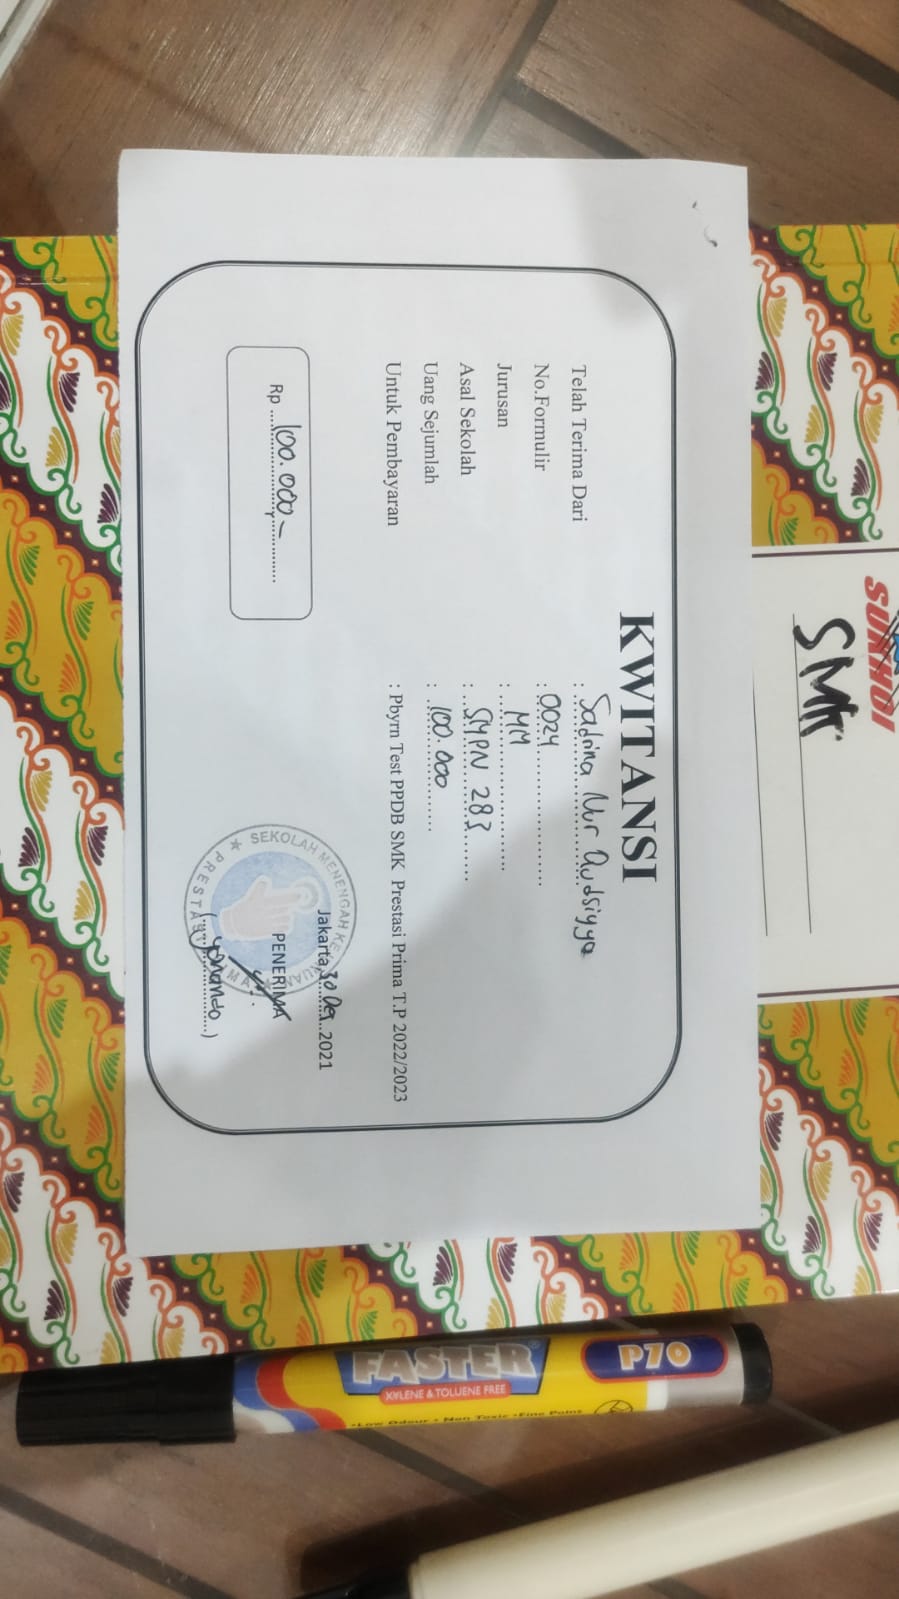 KWITANSI
Telah Terima Dari : Sadina Nur Qudsiyya
No.Formulir : 0024
Jurusan : MM
Asal Sekolah : SMPN 283
Uang Sejumlah : 100.000
Untuk Pembayaran : Pbyrn Test PPDB SMK Prestasi Prima T.P 2022/2023
Jakarta, 30 Des 2021
PENERIMA
Rp 100.000 -
(Yonando)
SEKOLAH MENENGAH KEJURUAN
PRESTASI PRIMA
SUKHOI
SMK
FASTER
P70
XYLENE & TOLUENE FREE
•Low Odour • Non Toxic •Fine Point